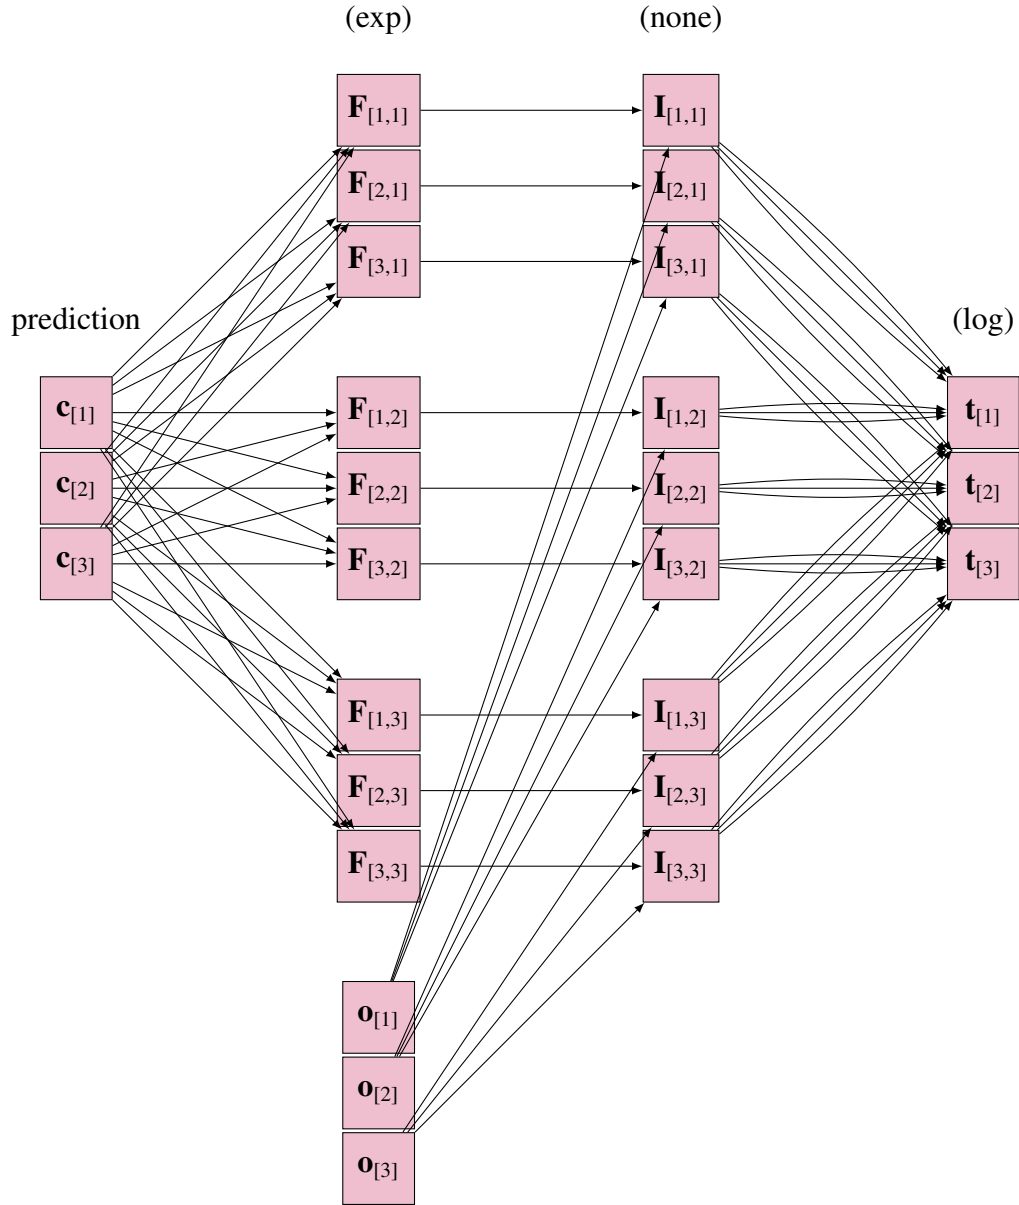 (exp)
(none)
F[1,1]
I[1,1]
F[2,1]
I[2,1]
F[3,1]
I[3,1]
prediction
(log)
c[1]
F[1,2]
I[1,2]
t[1]
c[2]
F[2,2]
I[2,2]
t[2]
c[3]
F[3,2]
I[3,2]
t[3]
F[1,3]
I[1,3]
F[2,3]
I[2,3]
F[3,3]
I[3,3]
o[1]
o[2]
o[3]